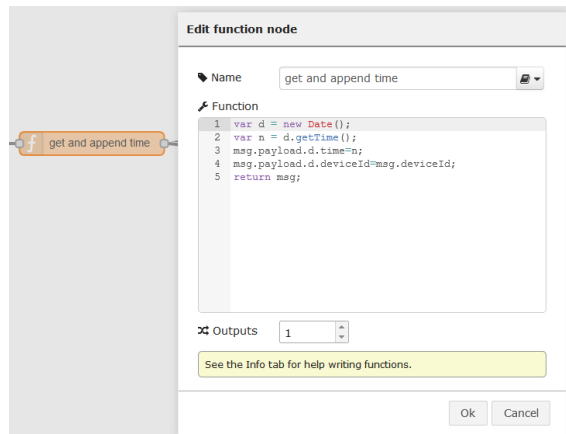 Edit function node
Name
get and append time
Function
get and append time
1 var d = new Date();
2 var n = d.getTime();
3 msg.payload.d.time=n;
4 msg.payload.d.deviceId=msg.deviceId;
5 return msg;
Outputs
1
See the Info tab for help writing functions.
Ok
Cancel